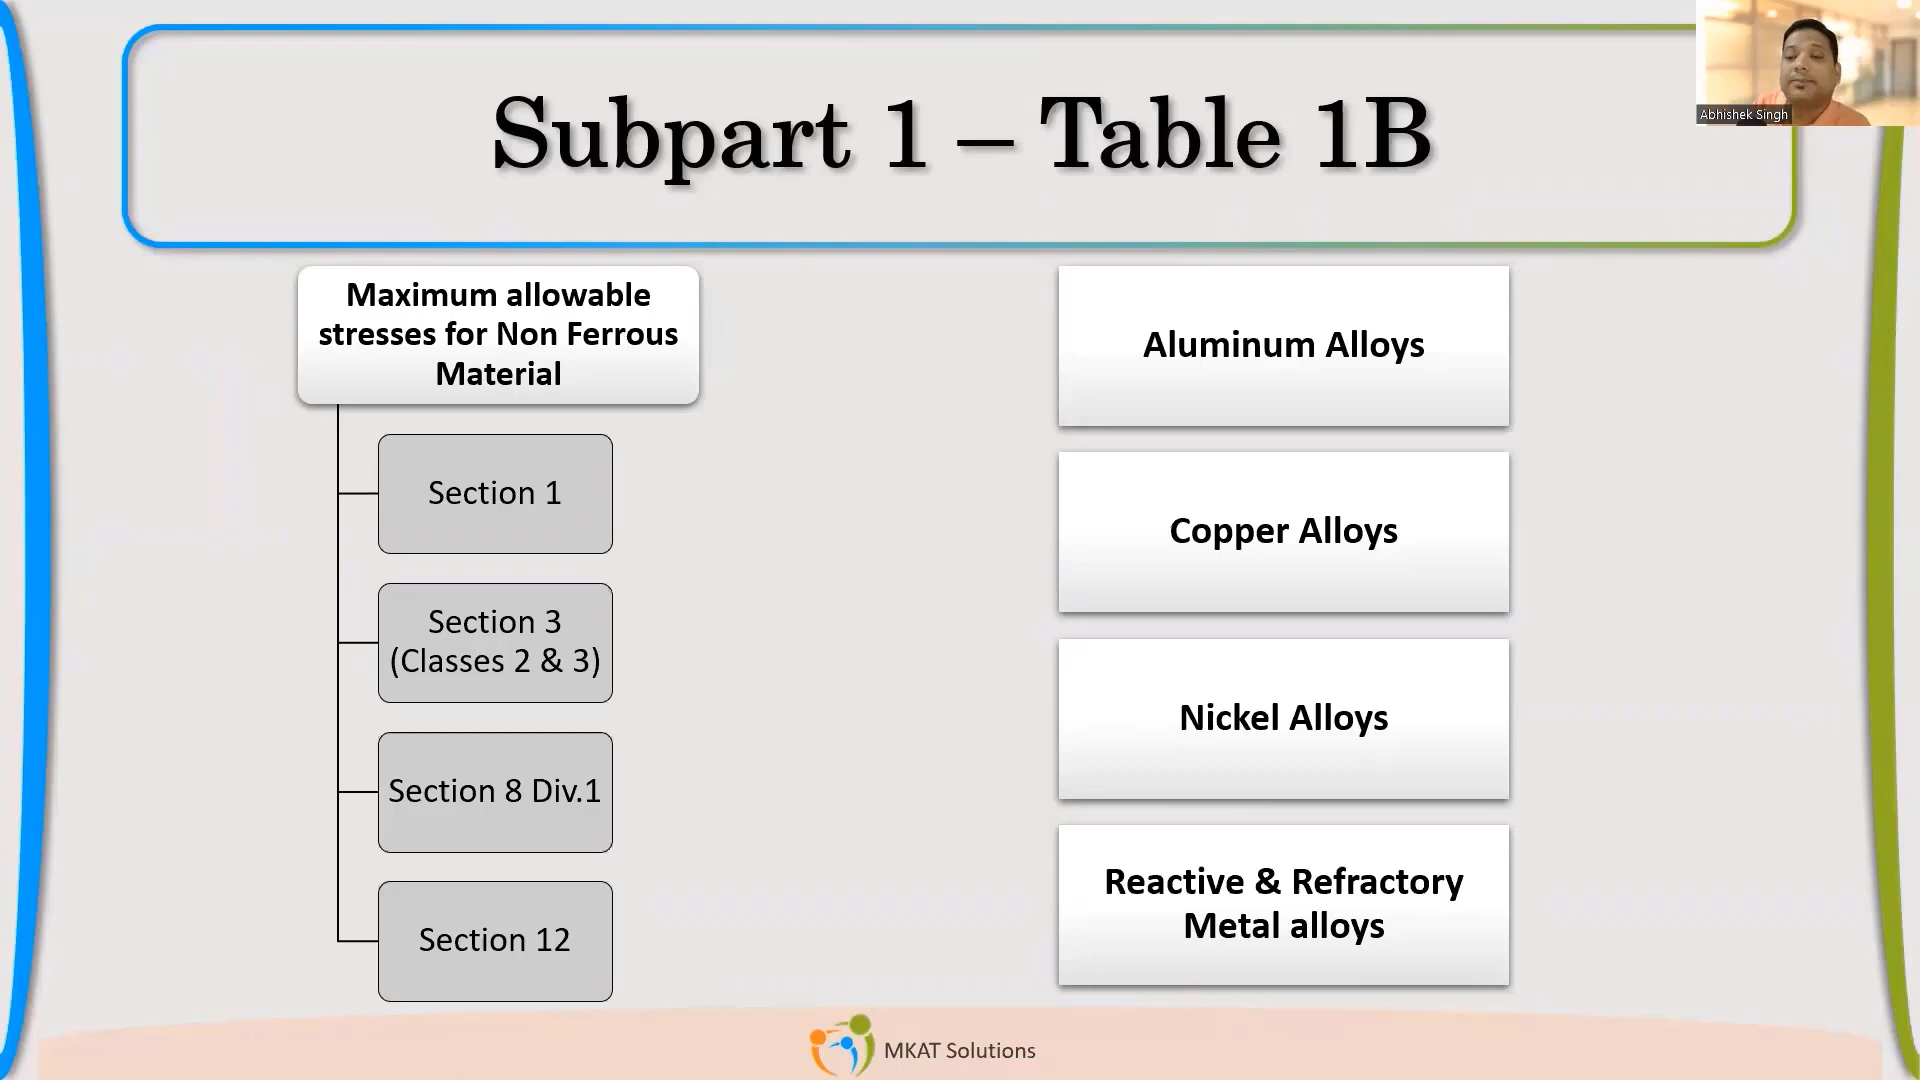 Subpart 1 – Table 1B
Abhishek Singh
Maximum allowable
stresses for Non Ferrous
Material
Section 1
Section 3
(Classes 2 & 3)
Section 8 Div.1
Section 12
Aluminum Alloys
Copper Alloys
Nickel Alloys
Reactive & Refractory
Metal alloys
MKAT Solutions